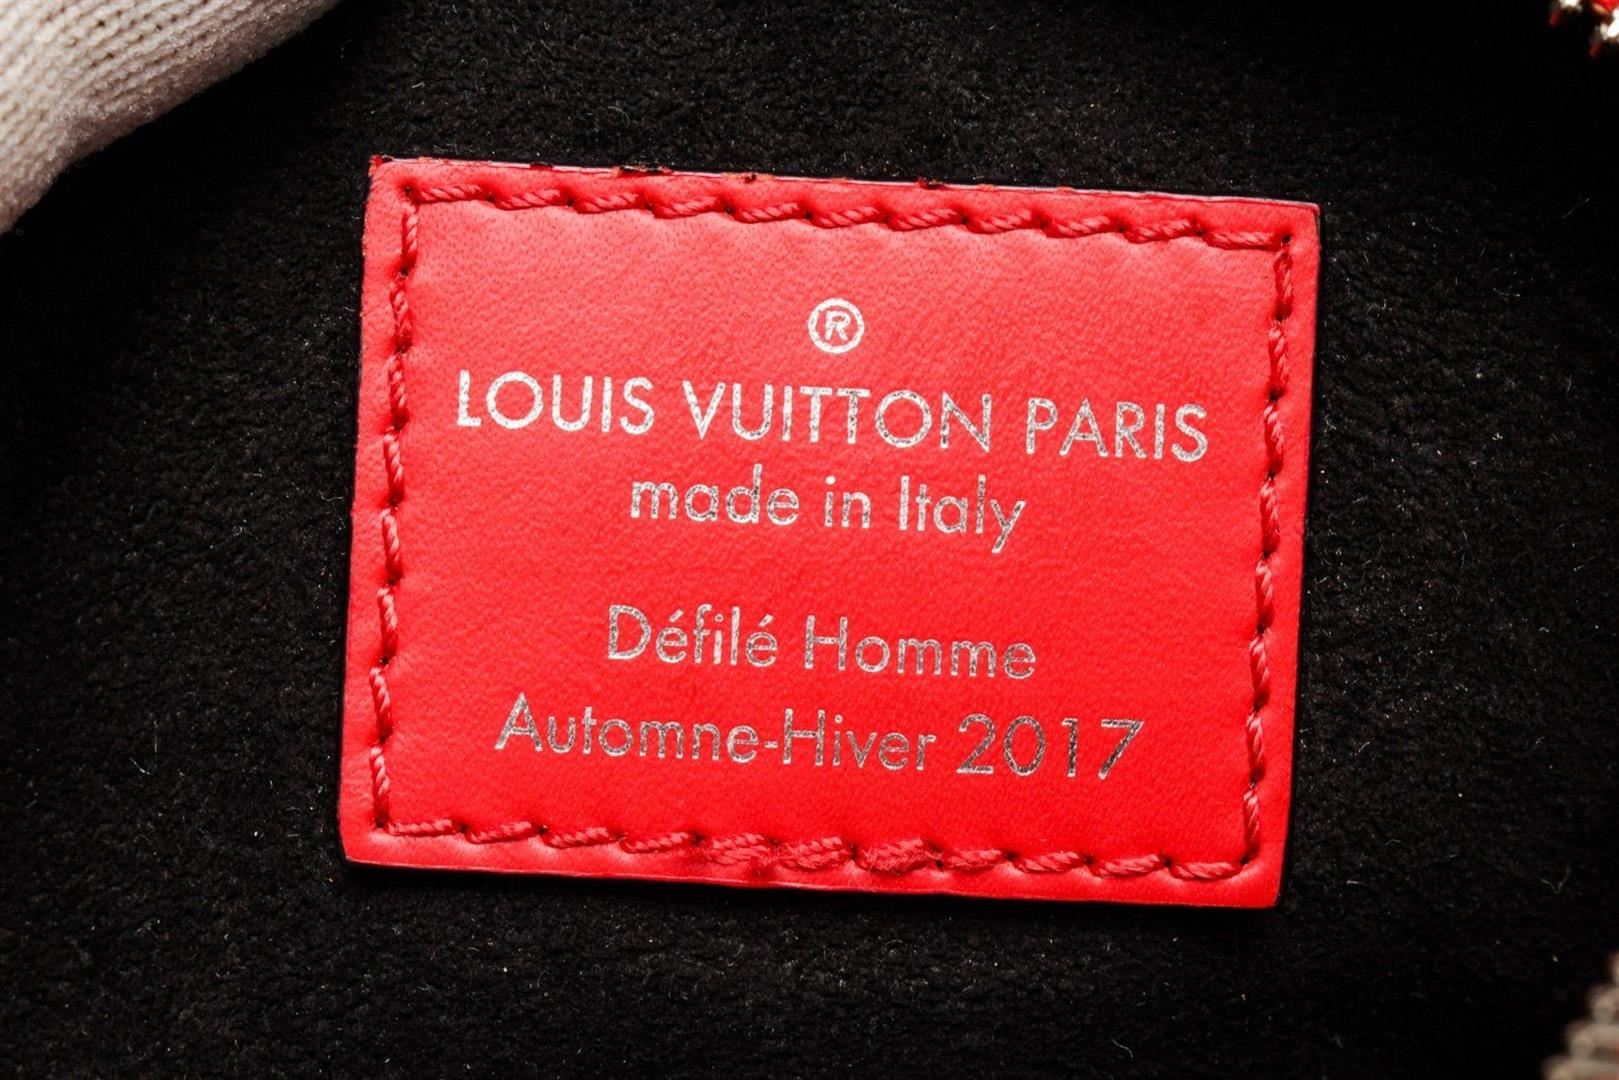 ®
LOUIS VUITTON PARIS
made in Italy
Défilé Homme
Automne-Hiver 2017